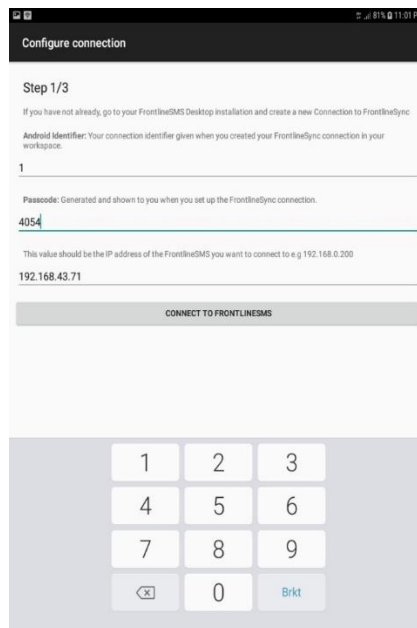 81% 11:01 P
Configure connection
Step 1/3
If you have not already, go to your FrontlineSMS Desktop installation and create a new Connection to FrontlineSync
Android Identifier: Your connection identifier given when you created your FrontlineSync connection in your
workspace.
1
Passcode: Generated and shown to you when you set up the FrontlineSync connection.
4054
This value should be the IP address of the FrontlineSMS you want to connect to e.g 192.168.0.200
192.168.43.71
CONNECT TO FRONTLINESMS
1 2 3
4 5 6
7 8 9
0 Brkt